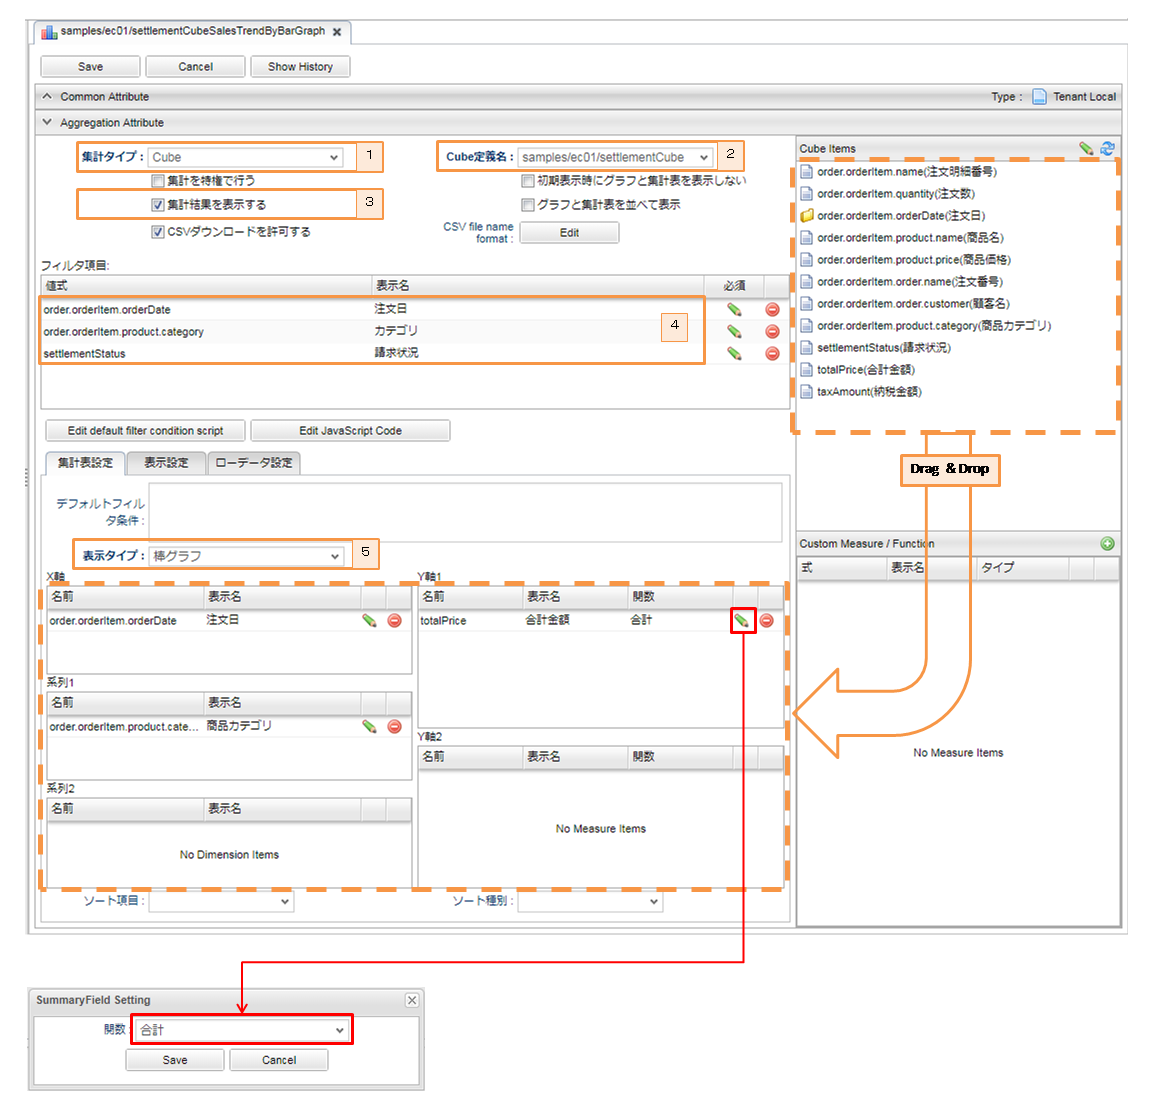 samples/ec01/settlementCubeSalesTrendByBarGraph
Save Cancel Show History
Common Attribute Type : Tenant Local
Aggregation Attribute
集計タイプ : Cube 1
Cube定義名 : samples/ec01/settlementCube 2
集計を特権で行う
初期表示時にグラフと集計表を表示しない
集計結果を表示する 3
グラフと集計表を並べて表示
CSVダウンロードを許可する
CSV file name
format : Edit
フィルタ項目:
値式 表示名 必須
order.orderItem.orderDate 注文日
order.orderItem.product.category カテゴリ 4
settlementStatus 請求状況
Edit default filter condition script Edit JavaScript Code
集計表設定 表示設定 ローデータ設定
デフォルトフィル
タ条件 :
表示タイプ : 棒グラフ 5
X軸
名前 表示名
order.orderItem.orderDate 注文日
系列1
名前 表示名
order.orderItem.product.cate... 商品カテゴリ
系列2
名前 表示名
No Dimension Items
Y軸1
名前 表示名 関数
totalPrice 合計金額 合計
Y軸2
名前 表示名 関数
No Measure Items
ソート項目 : ソート種別 :
Cube Items
order.orderItem.name(注文明細番号)
order.orderItem.quantity(注文数)
order.orderItem.orderDate(注文日)
order.orderItem.product.name(商品名)
order.orderItem.product.price(商品価格)
order.orderItem.order.name(注文番号)
order.orderItem.order.customer(顧客名)
order.orderItem.product.category(商品カテゴリ)
settlementStatus(請求状況)
totalPrice(合計金額)
taxAmount(納税金額)
Drag & Drop
Custom Measure / Function
式 表示名 タイプ
No Measure Items
SummaryField Setting
関数 : 合計
Save Cancel